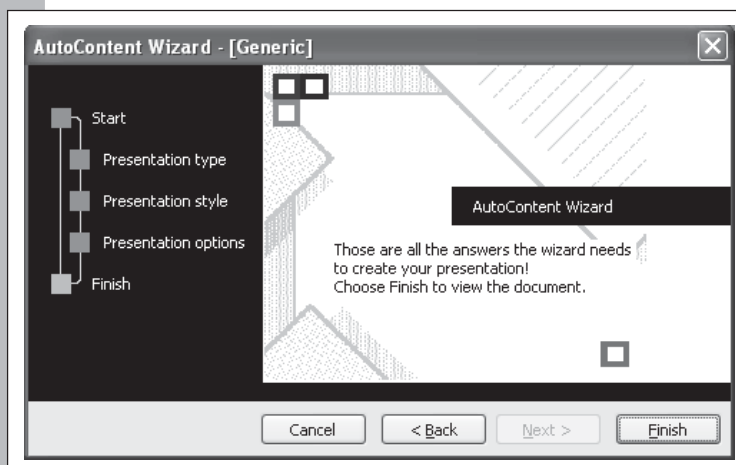 AutoContent Wizard - [Generic]
Start
Presentation type
Presentation style
Presentation options
Finish
AutoContent Wizard
Those are all the answers the wizard needs
to create your presentation!
Choose Finish to view the document.
Cancel
< Back
Next >
Finish